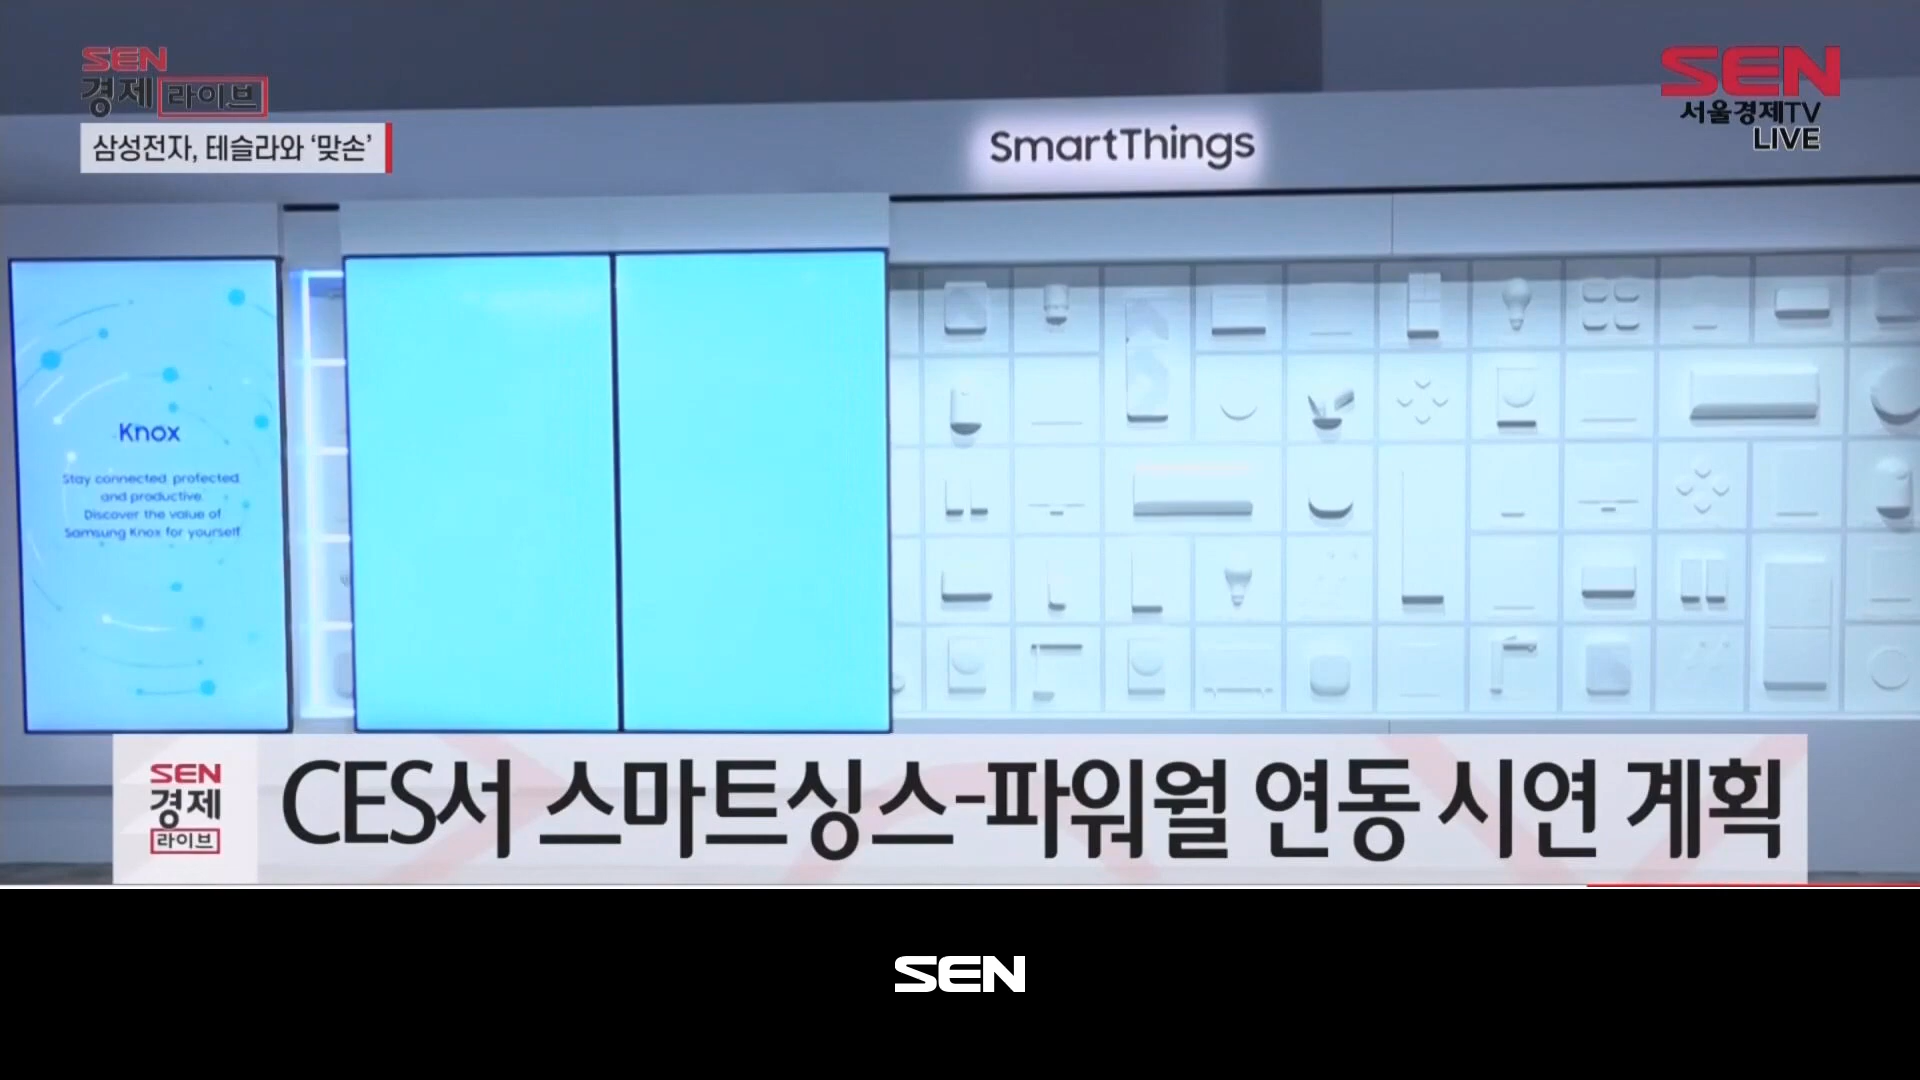 SEN
경제 라이브
삼성전자, 테슬라와 ‘맞손’
SEN
서울경제TV
LIVE
SmartThings
Knox
Stay connected, protected
and productive.
Discover the value of
Samsung Knox for yourself.
SEN
경제
라이브
CES서 스마트싱스-파워월 연동 시연 계획
SEN